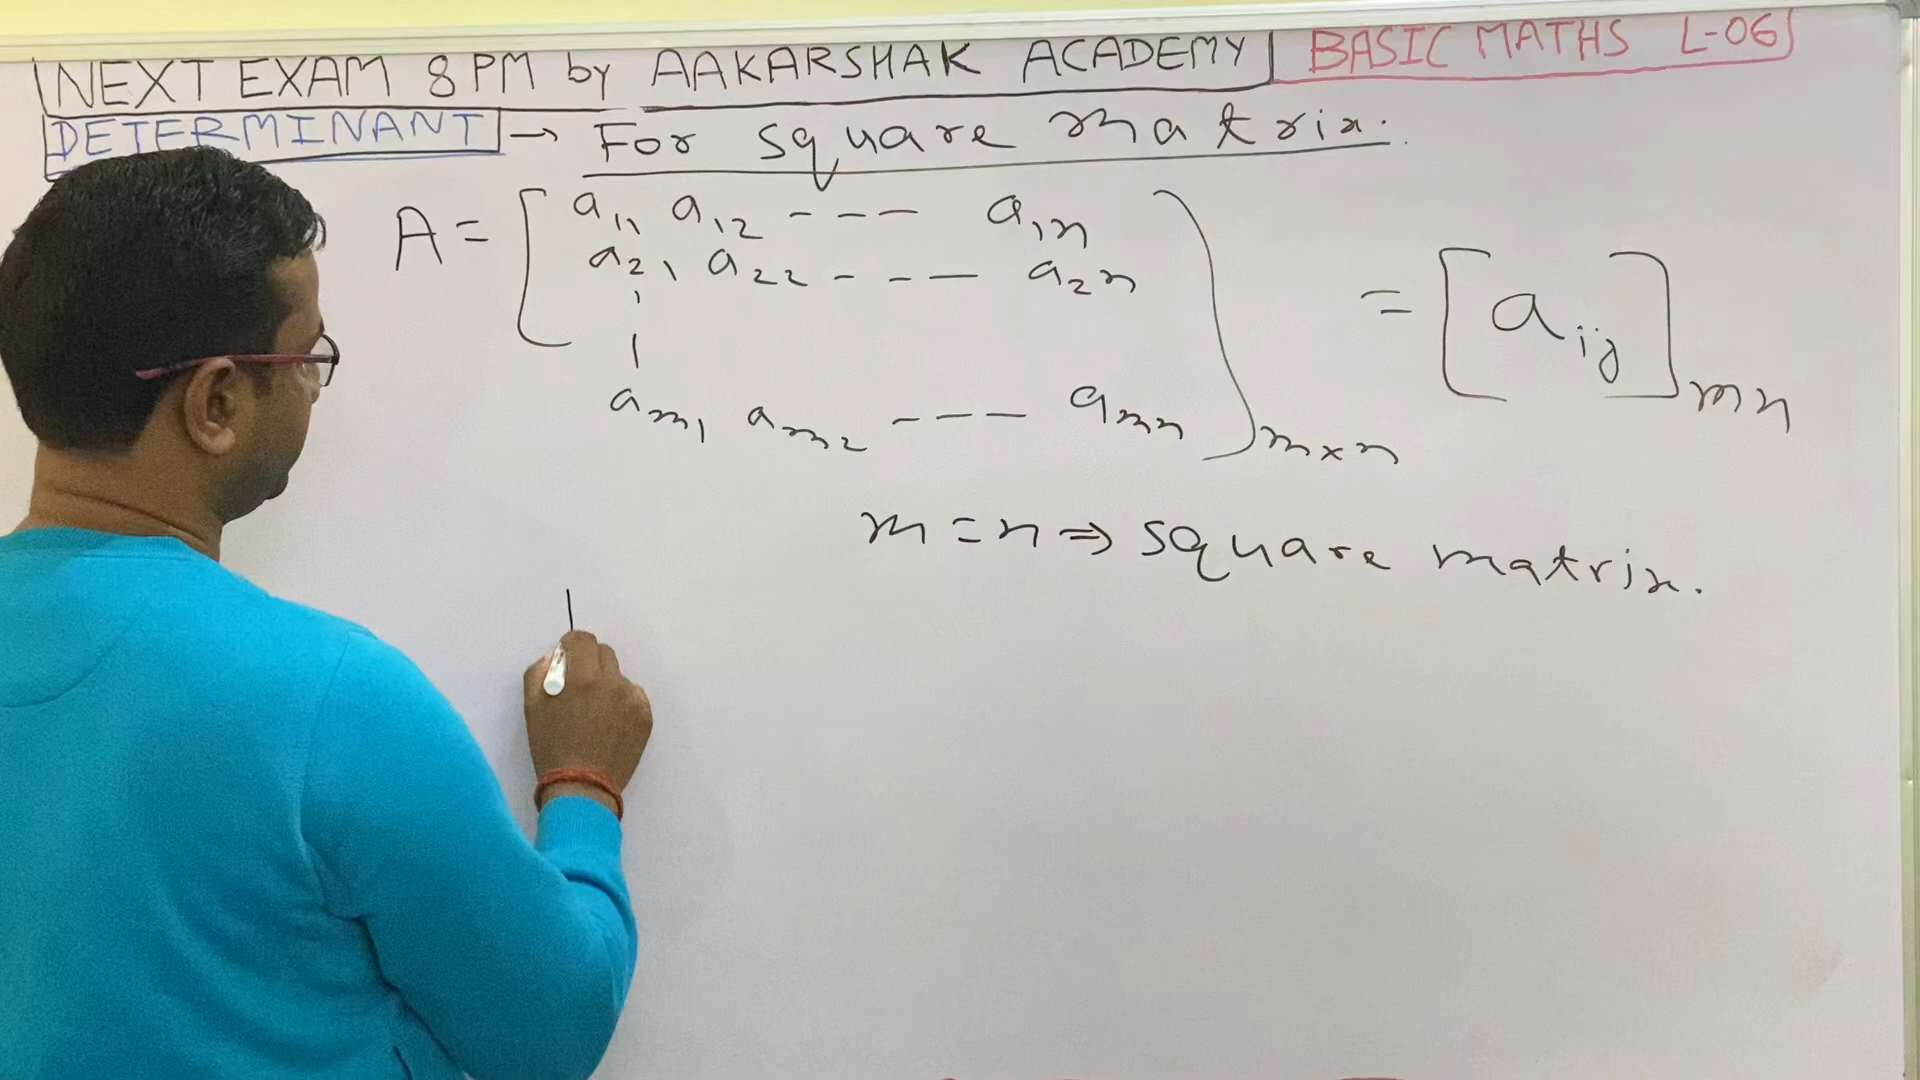 NEXT EXAM 8 PM by AAKARSHAK ACADEMY BASIC MATHS L-06
DETERMINANT → For square matrix.
A = [ a₁₁ a₁₂ - - - a₁ₙ
a₂₁ a₂₂ - - - a₂ₙ
aₘ₁ aₘ₂ - - - aₘₙ ]ₘ×ₙ = [aᵢⱼ]ₘₙ
m = n ⇒ square matrix.